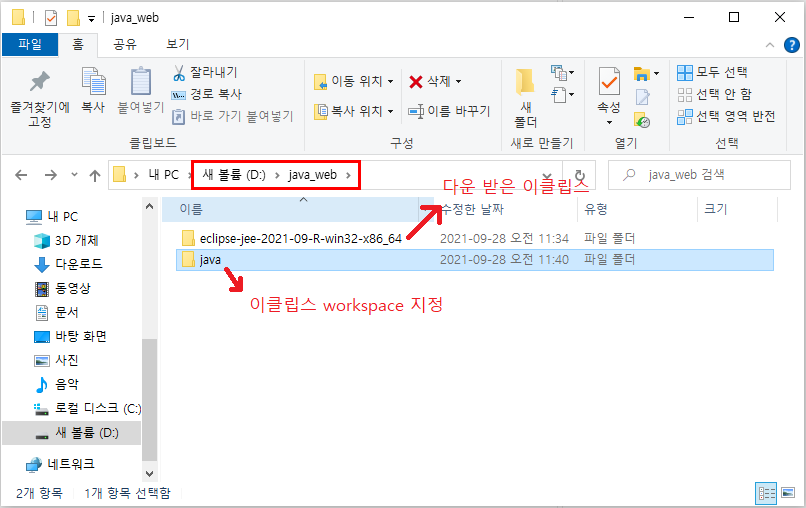 java_web
파일 홈 공유 보기
즐겨찾기에 고정
복사
붙여넣기
잘라내기
경로 복사
바로 가기 붙여넣기
클립보드
이동 위치
복사 위치
삭제
이름 바꾸기
구성
새 폴더
새로 만들기
속성
열기
모두 선택
선택 안 함
선택 영역 반전
선택
내 PC 새 볼륨 (D:) java_web
java_web 검색
다운 받은 이클립스
이름 수정한 날짜 유형 크기
eclipse-jee-2021-09-R-win32-x86_64 2021-09-28 오전 11:34 파일 폴더
java 2021-09-28 오전 11:40 파일 폴더
이클립스 workspace 지정
내 PC
3D 개체
다운로드
동영상
문서
바탕 화면
사진
음악
로컬 디스크 (C:)
새 볼륨 (D:)
네트워크
2개 항목 1개 항목 선택함